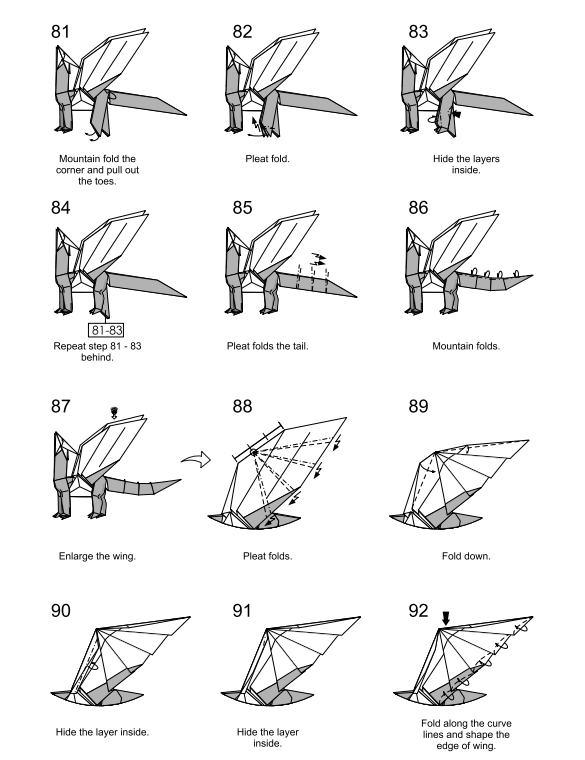 81
82
83
Mountain fold the
corner and pull out
the toes.
Pleat fold.
Hide the layers
inside.
84
85
86
81-83
Repeat step 81 - 83
behind.
Pleat folds the tail.
Mountain folds.
87
88
89
Enlarge the wing.
Pleat folds.
Fold down.
90
91
92
Hide the layer inside.
Hide the layer
inside.
Fold along the curve
lines and shape the
edge of wing.